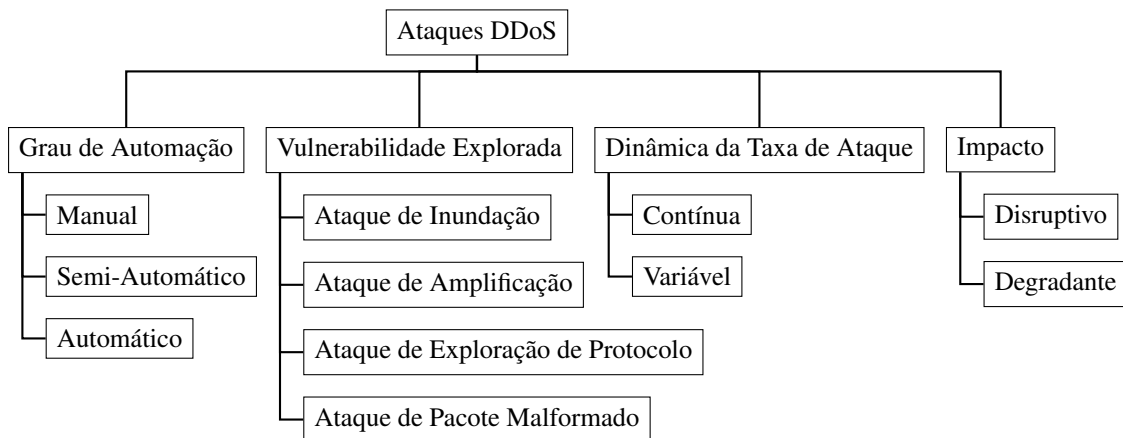 Ataques DDoS
Grau de Automação
Manual
Semi-Automático
Automático
Vulnerabilidade Explorada
Ataque de Inundação
Ataque de Amplificação
Ataque de Exploração de Protocolo
Ataque de Pacote Malformado
Dinâmica da Taxa de Ataque
Contínua
Variável
Impacto
Disruptivo
Degradante